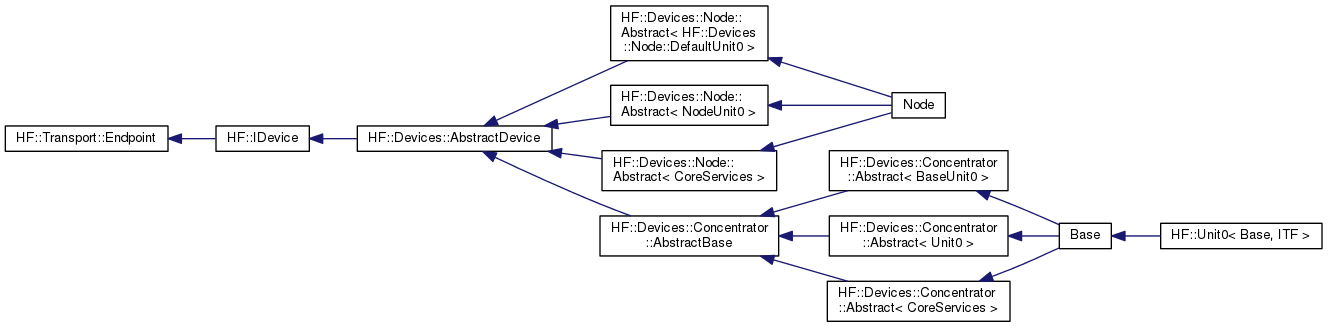 HF::Transport::Endpoint
HF::IDevice
HF::Devices::AbstractDevice
HF::Devices::Node::
Abstract< HF::Devices
::Node::DefaultUnit0 >
HF::Devices::Node::
Abstract< NodeUnit0 >
HF::Devices::Node::
Abstract< CoreServices >
HF::Devices::Concentrator
::AbstractBase
Node
HF::Devices::Concentrator
::Abstract< BaseUnit0 >
HF::Devices::Concentrator
::Abstract< Unit0 >
HF::Devices::Concentrator
::Abstract< CoreServices >
Base
HF::Unit0< Base, ITF >